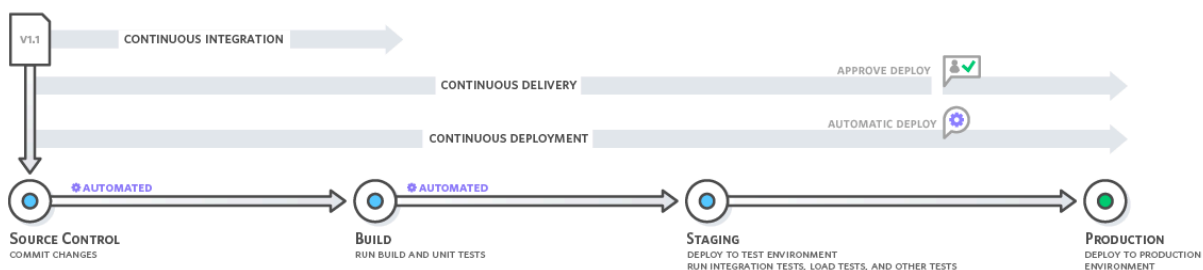 V1.1
CONTINUOUS INTEGRATION
APPROVE DEPLOY
CONTINUOUS DELIVERY
AUTOMATIC DEPLOY
CONTINUOUS DEPLOYMENT
AUTOMATED
AUTOMATED
SOURCE CONTROL
COMMIT CHANGES
BUILD
RUN BUILD AND UNIT TESTS
STAGING
DEPLOY TO TEST ENVIRONMENT
RUN INTEGRATION TESTS, LOAD TESTS, AND OTHER TESTS
PRODUCTION
DEPLOY TO PRODUCTION
ENVIRONMENT